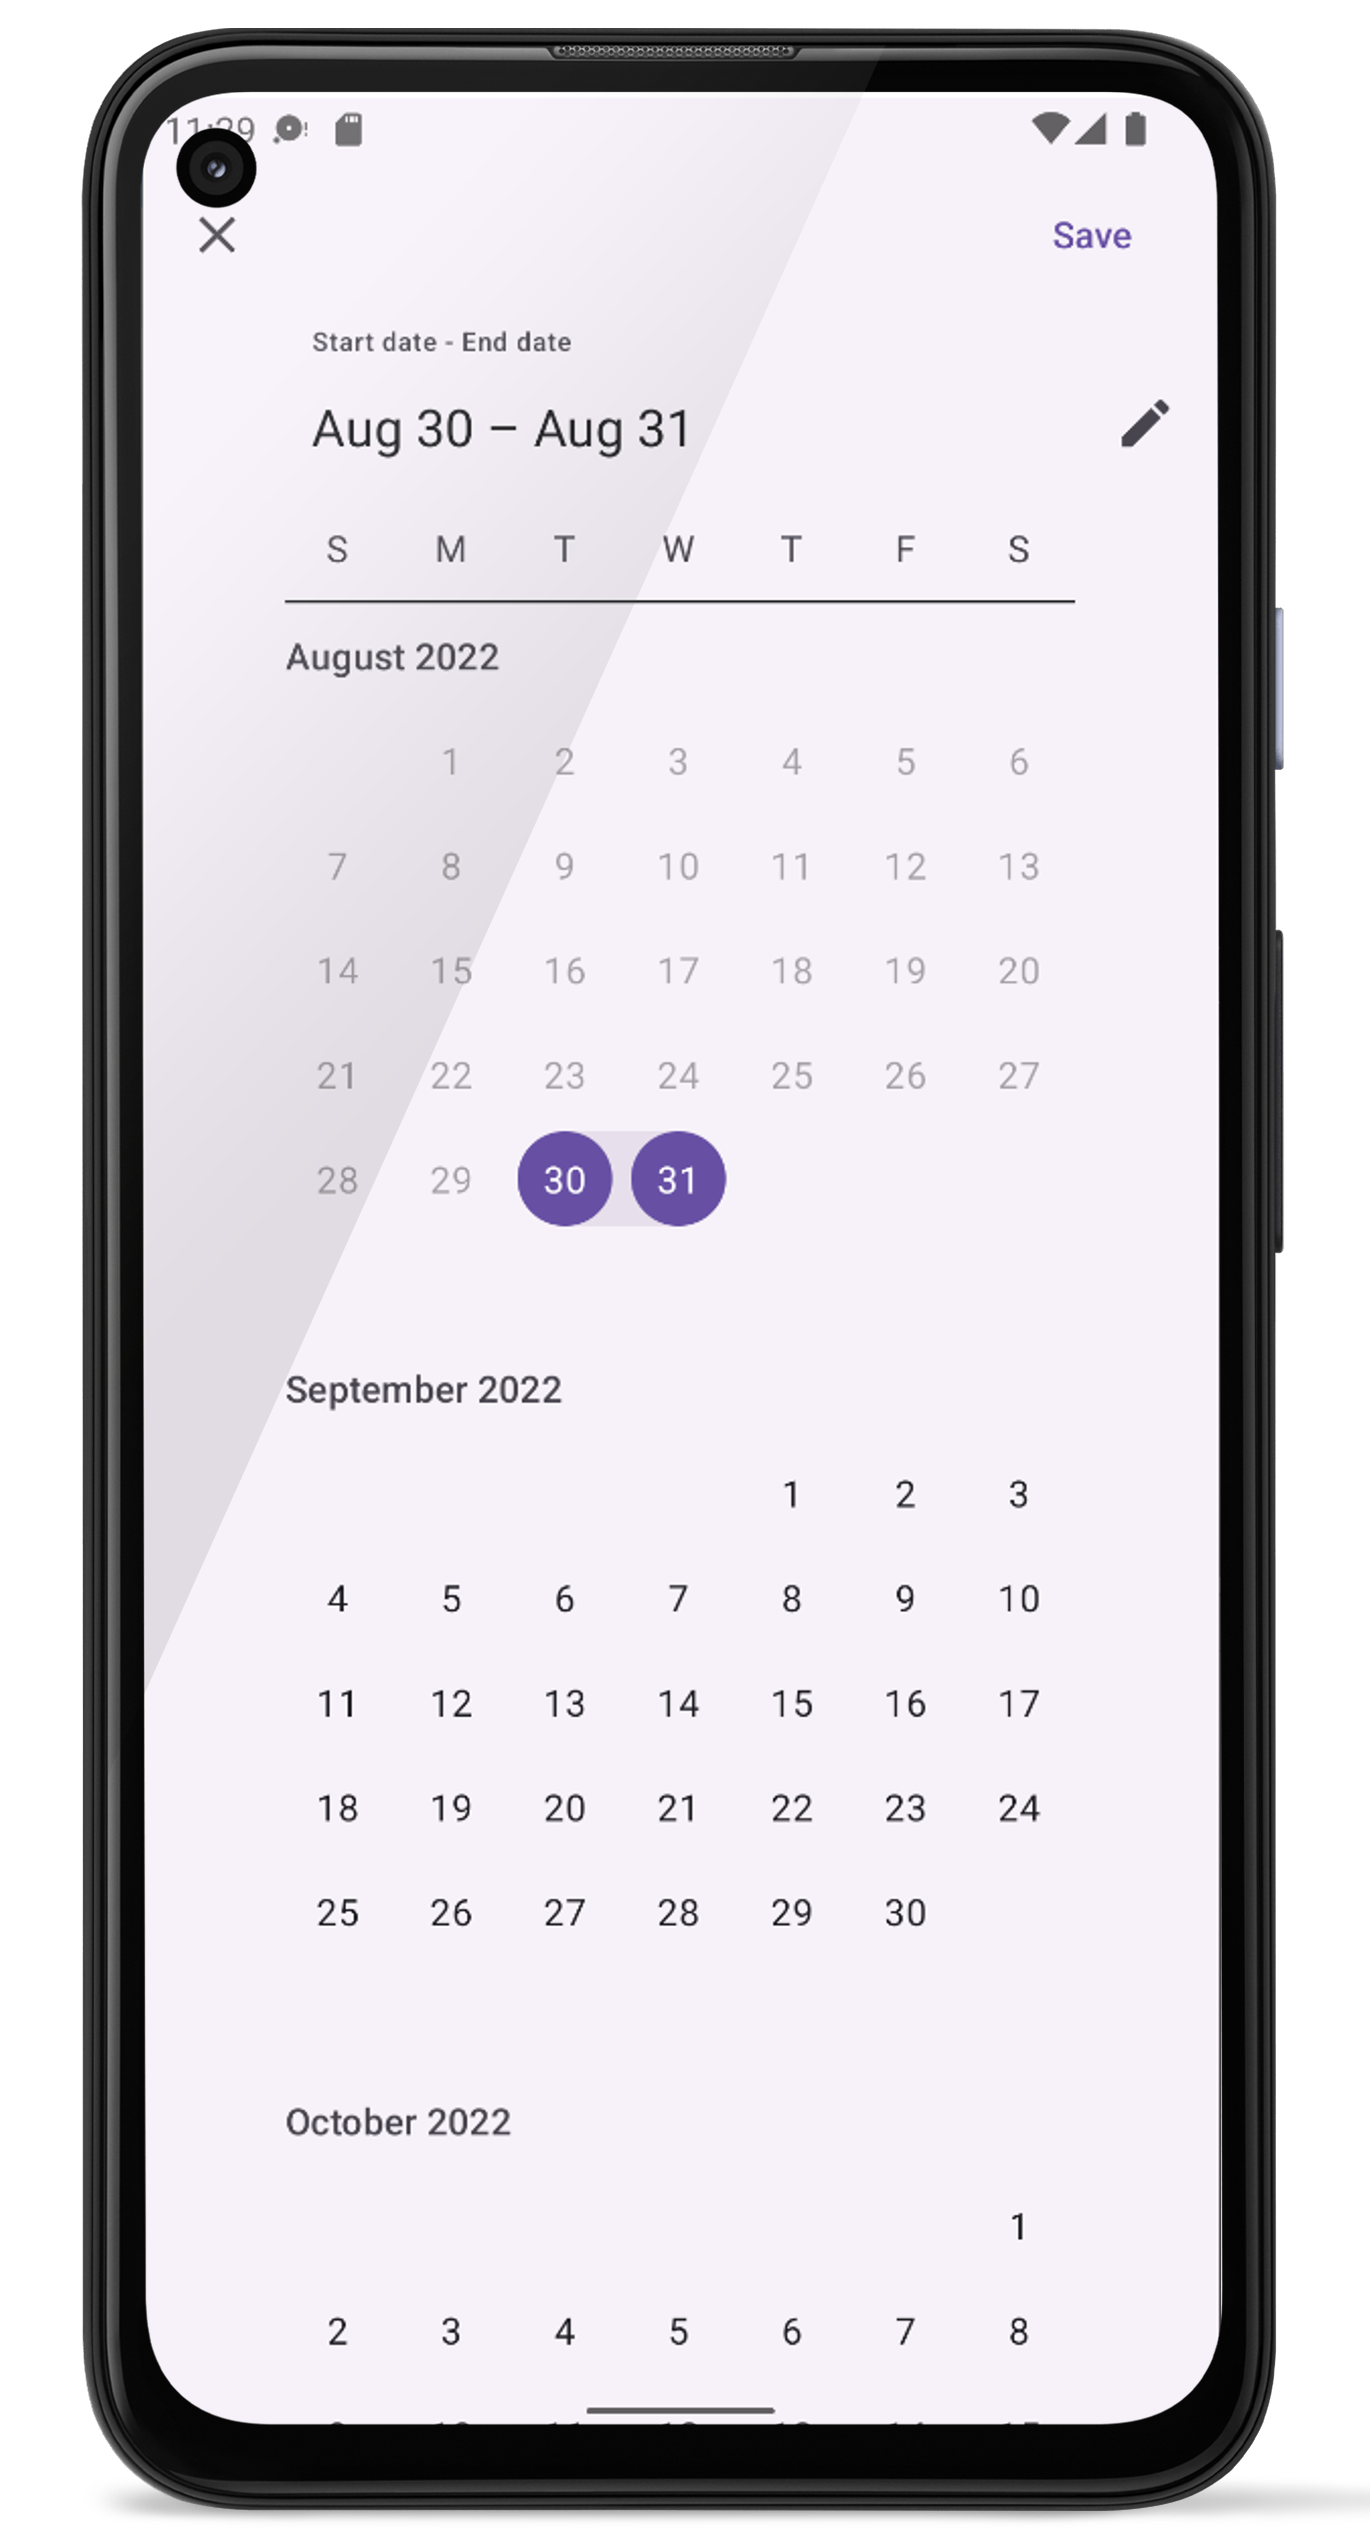 Save
Start date - End date
Aug 30 – Aug 31
S M T W T F S
August 2022
1 2 3 4 5 6
7 8 9 10 11 12 13
14 15 16 17 18 19 20
21 22 23 24 25 26 27
28 29 30 31
September 2022
1 2 3
4 5 6 7 8 9 10
11 12 13 14 15 16 17
18 19 20 21 22 23 24
25 26 27 28 29 30
October 2022
1
2 3 4 5 6 7 8